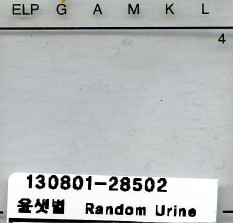 ELP G A M K L
4
130801-28502
윤샛별 Random Urine